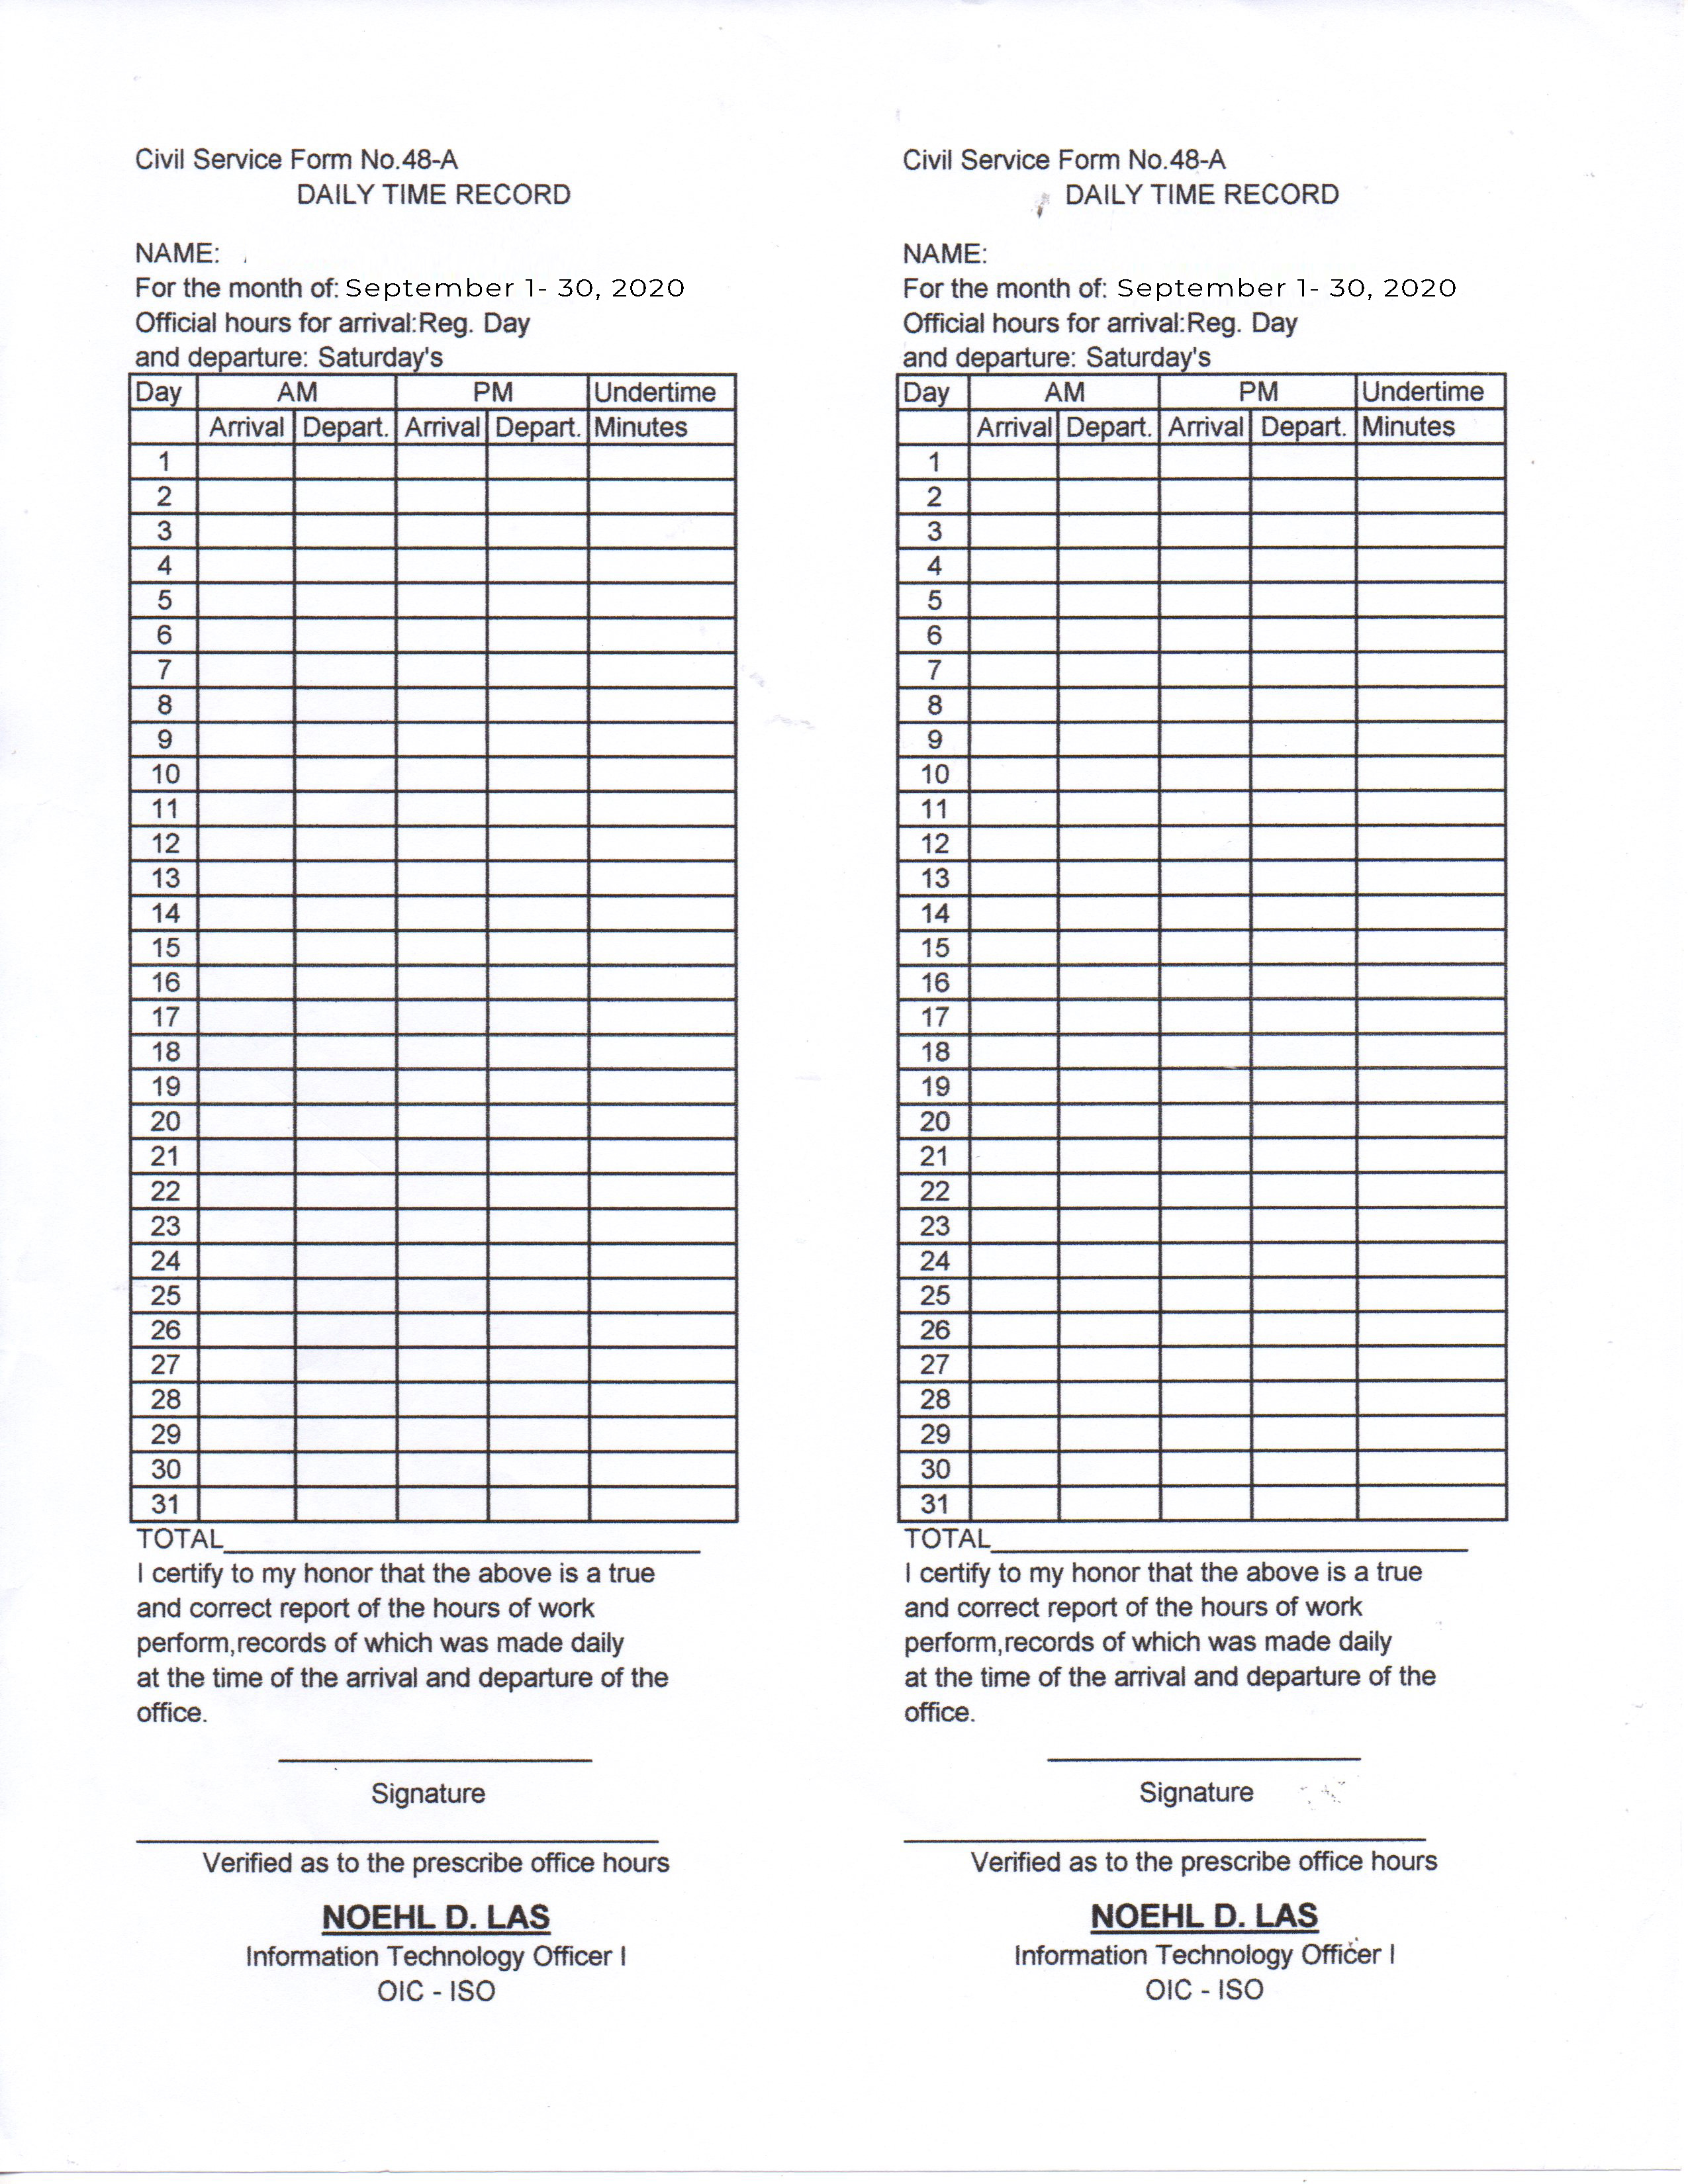 Civil Service Form No.48-A
DAILY TIME RECORD
NAME:
For the month of: September 1- 30, 2020
Official hours for arrival:Reg. Day
and departure: Saturday's
Day AM PM Undertime
Arrival Depart. Arrival Depart. Minutes
1
2
3
4
5
6
7
8
9
10
11
12
13
14
15
16
17
18
19
20
21
22
23
24
25
26
27
28
29
30
31
TOTAL
I certify to my honor that the above is a true
and correct report of the hours of work
perform,records of which was made daily
at the time of the arrival and departure of the
office.
Signature
Verified as to the prescribe office hours
NOEHL D. LAS
Information Technology Officer I
OIC - ISO
Civil Service Form No.48-A
DAILY TIME RECORD
NAME:
For the month of: September 1- 30, 2020
Official hours for arrival:Reg. Day
and departure: Saturday's
Day AM PM Undertime
Arrival Depart. Arrival Depart. Minutes
1
2
3
4
5
6
7
8
9
10
11
12
13
14
15
16
17
18
19
20
21
22
23
24
25
26
27
28
29
30
31
TOTAL
I certify to my honor that the above is a true
and correct report of the hours of work
perform,records of which was made daily
at the time of the arrival and departure of the
office.
Signature
Verified as to the prescribe office hours
NOEHL D. LAS
Information Technology Officer I
OIC - ISO